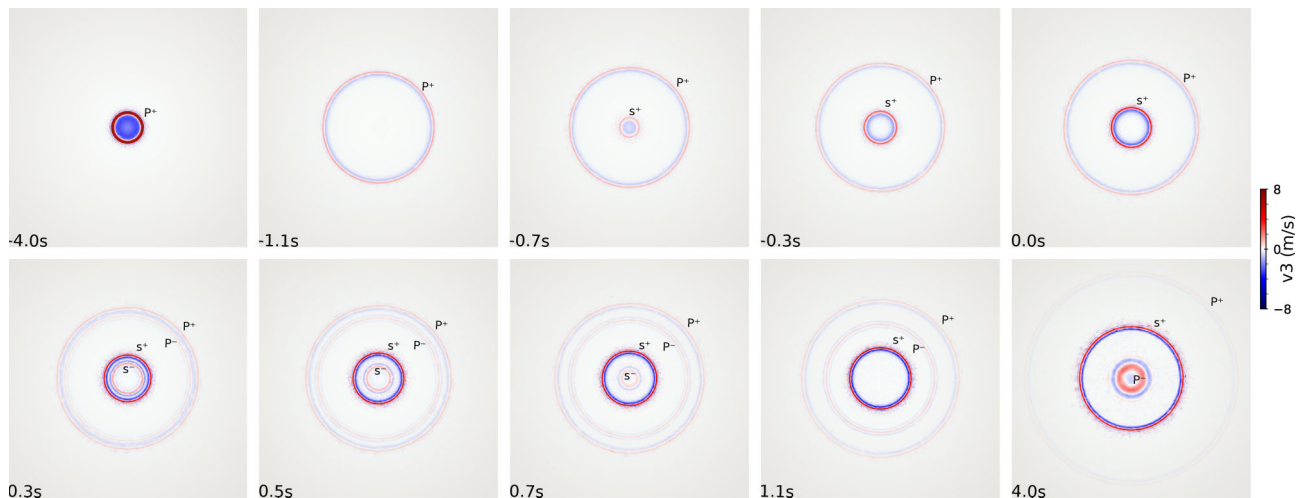 P⁺
-4.0s
P⁺
-1.1s
P⁺
s⁺
-0.7s
P⁺
s⁺
-0.3s
P⁺
s⁺
0.0s
8
0
−8
v3 (m/s)
P⁺
P⁻
s⁺
s⁻
0.3s
P⁺
s⁺
P⁻
s⁻
0.5s
P⁺
s⁺
P⁻
s⁻
0.7s
P⁺
s⁺
P⁻
1.1s
P⁺
s⁺
P⁻
4.0s